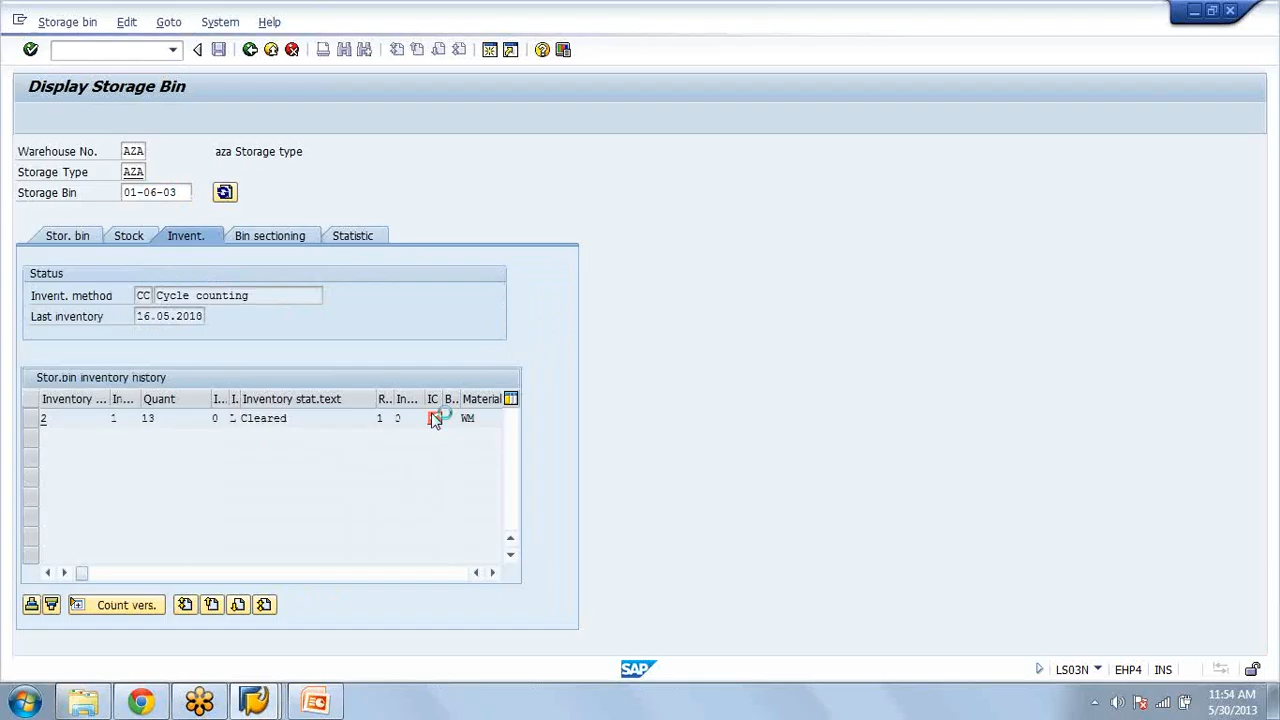 Storage bin Edit Goto System Help
Display Storage Bin
Warehouse No. AZA aza Storage type
Storage Type AZA
Storage Bin 01-06-03
Stor. bin Stock Invent. Bin sectioning Statistic
Status
Invent. method CC Cycle counting
Last inventory 16.05.2018
Stor.bin inventory history
Inventory ... In... Quant I... I. Inventory stat.text R.. In... IC B.. Material
2 1 13 0 L Cleared 1 0 WM
Count vers.
SAP
LS03N EHP4 INS
11:54 AM
5/30/2013